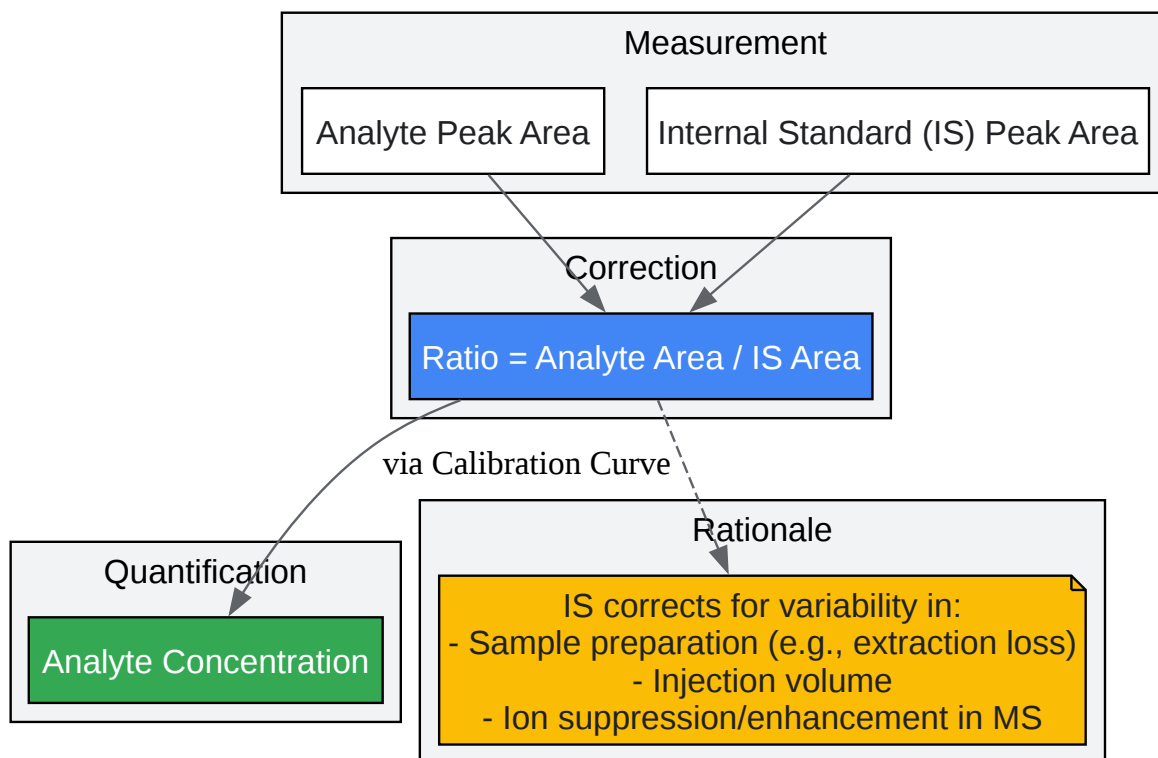 Measurement
Analyte Peak Area
Internal Standard (IS) Peak Area
Correction
Ratio = Analyte Area / IS Area
via Calibration Curve
Rationale
Quantification
IS corrects for variability in:
- Sample preparation (e.g., extraction loss)
- Injection volume
- Ion suppression/enhancement in MS
Analyte Concentration